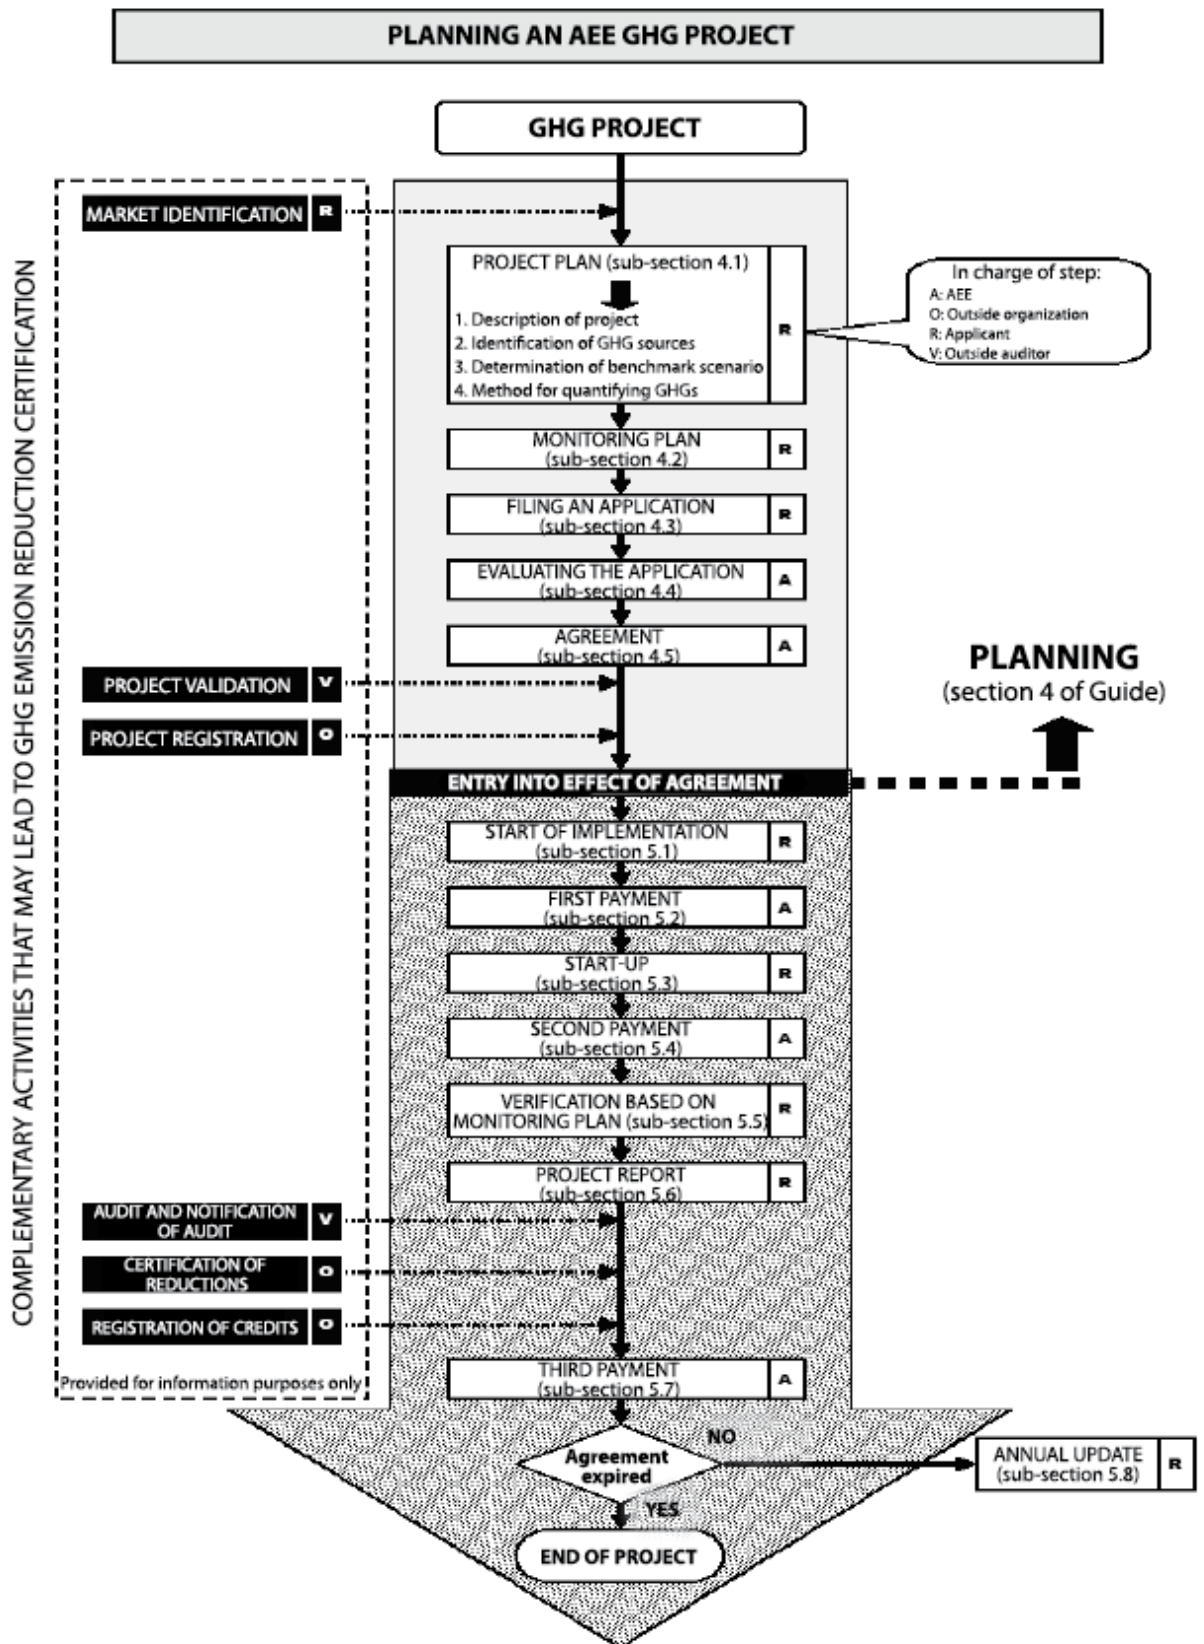 PLANNING AN AEE GHG PROJECT
GHG PROJECT
COMPLEMENTARY ACTIVITIES THAT MAY LEAD TO GHG EMISSION REDUCTION CERTIFICATION
MARKET IDENTIFICATION R
PROJECT PLAN (sub-section 4.1)
1. Description of project
2. Identification of GHG sources
3. Determination of benchmark scenario
4. Method for quantifying GHGs
R
In charge of step:
A: AEE
O: Outside organization
R: Applicant
V: Outside auditor
MONITORING PLAN
(sub-section 4.2)
R
FILING AN APPLICATION
(sub-section 4.3)
R
EVALUATING THE APPLICATION
(sub-section 4.4)
A
AGREEMENT
(sub-section 4.5)
A
PROJECT VALIDATION V
PROJECT REGISTRATION O
PLANNING
(section 4 of Guide)
ENTRY INTO EFFECT OF AGREEMENT
START OF IMPLEMENTATION
(sub-section 5.1)
R
FIRST PAYMENT
(sub-section 5.2)
A
START-UP
(sub-section 5.3)
R
SECOND PAYMENT
(sub-section 5.4)
A
VERIFICATION BASED ON
MONITORING PLAN (sub-section 5.5)
R
PROJECT REPORT
(sub-section 5.6)
R
AUDIT AND NOTIFICATION
OF AUDIT
V
CERTIFICATION OF
REDUCTIONS
O
REGISTRATION OF CREDITS O
Provided for information purposes only
THIRD PAYMENT
(sub-section 5.7)
A
Agreement
expired
NO
ANNUAL UPDATE
(sub-section 5.8)
R
YES
END OF PROJECT